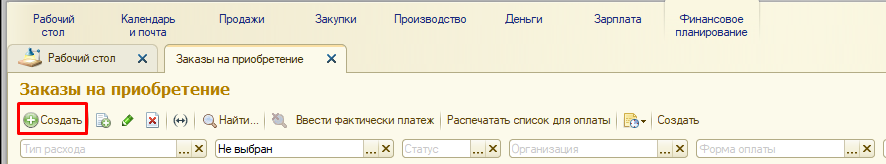 Рабочий стол
Календарь и почта
Продажи
Закупки
Производство
Деньги
Зарплата
Финансовое планирование
Рабочий стол
Заказы на приобретение
Заказы на приобретение
Создать Найти... Ввести фактически платеж Распечатать список для оплаты Создать
Тип расхода ... Не выбран ... Статус ... Организация ... Форма оплаты ...